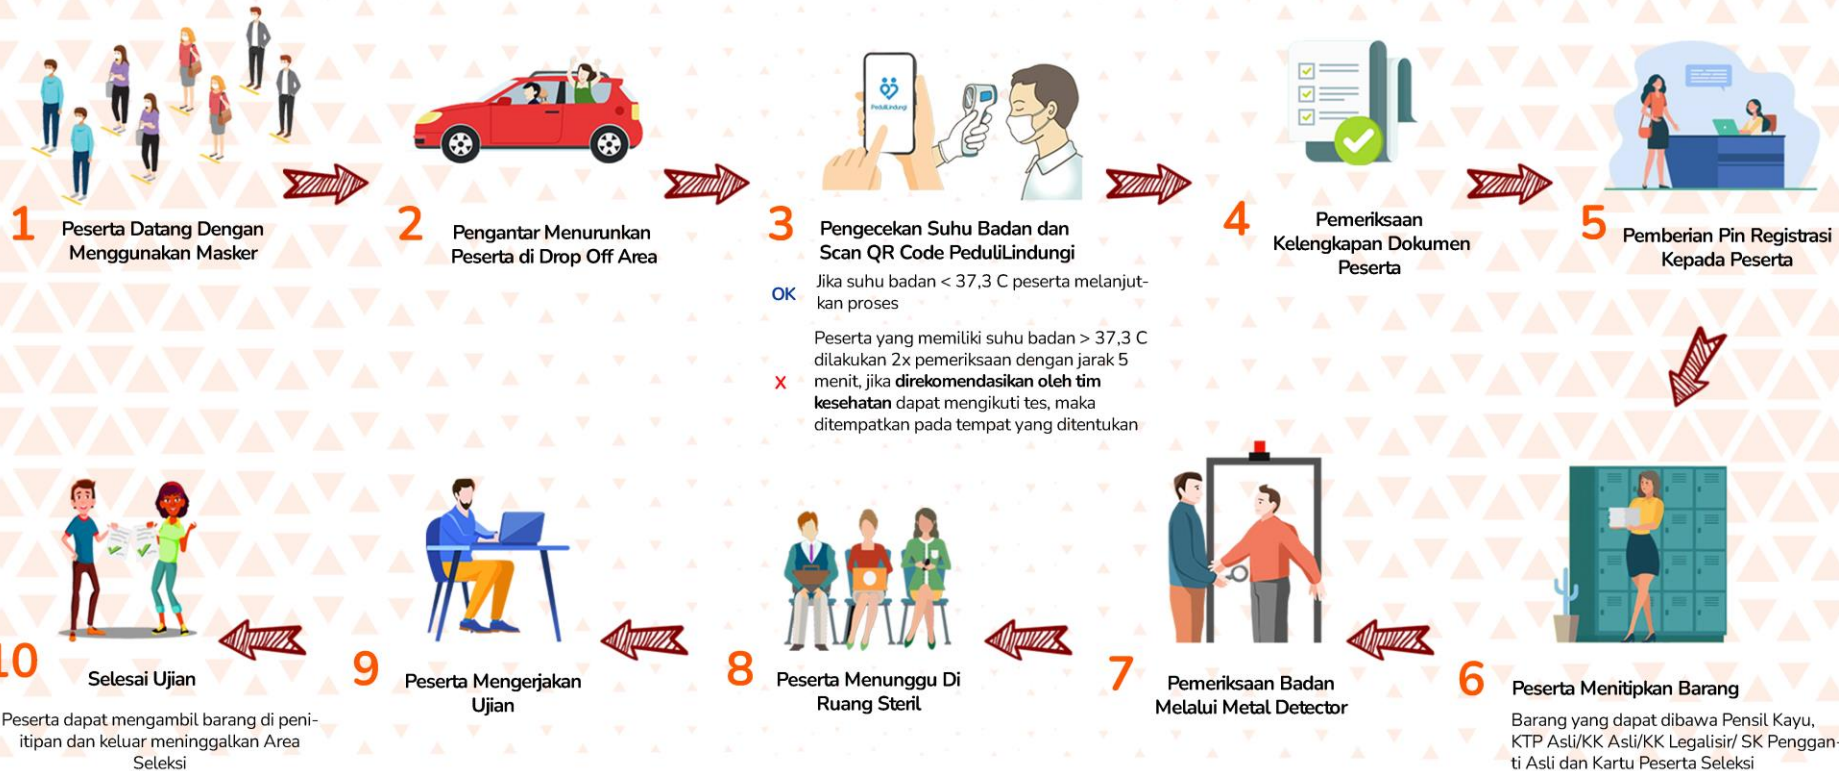 1
Peserta Datang Dengan
Menggunakan Masker
2
Pengantar Menurunkan
Peserta di Drop Off Area
PeduliLindungi
3
Pengecekan Suhu Badan dan
Scan QR Code PeduliLindungi
OK
Jika suhu badan < 37,3 C peserta melanjut-
kan proses
X
Peserta yang memiliki suhu badan > 37,3 C
dilakukan 2x pemeriksaan dengan jarak 5
menit, jika direkomendasikan oleh tim
kesehatan dapat mengikuti tes, maka
ditempatkan pada tempat yang ditentukan
4
Pemeriksaan
Kelengkapan Dokumen
Peserta
5
Pemberian Pin Registrasi
Kepada Peserta
6
Peserta Menitipkan Barang
Barang yang dapat dibawa Pensil Kayu,
KTP Asli/KK Asli/KK Legalisir/ SKIenggan-
ti Asli dan Kartu Peserta Seleksi
7
Pemeriksaan Badan
Melalui Metal Detector
8
Peserta Menunggu Di
Ruang Steril
9
Peserta Mengerjakan
Ujian
10
Selesai Ujian
Peserta dapat mengambil barang di peni-
itipan dan keluar meninggalkan Area
Seleksi